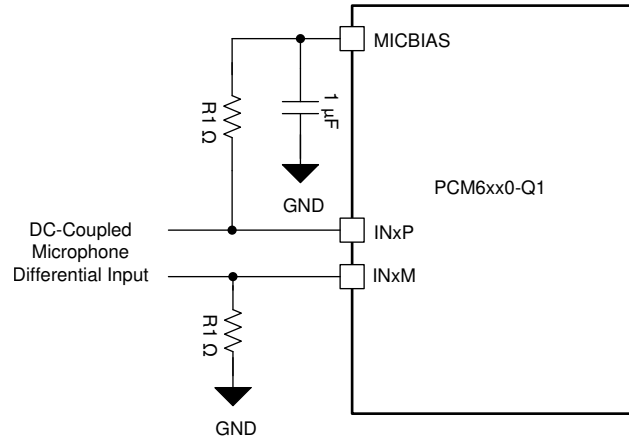 MICBIAS
R1 Ω
1 μF
GND
PCM6xx0-Q1
DC-Coupled
Microphone
Differential Input
INxP
INxM
R1 Ω
GND